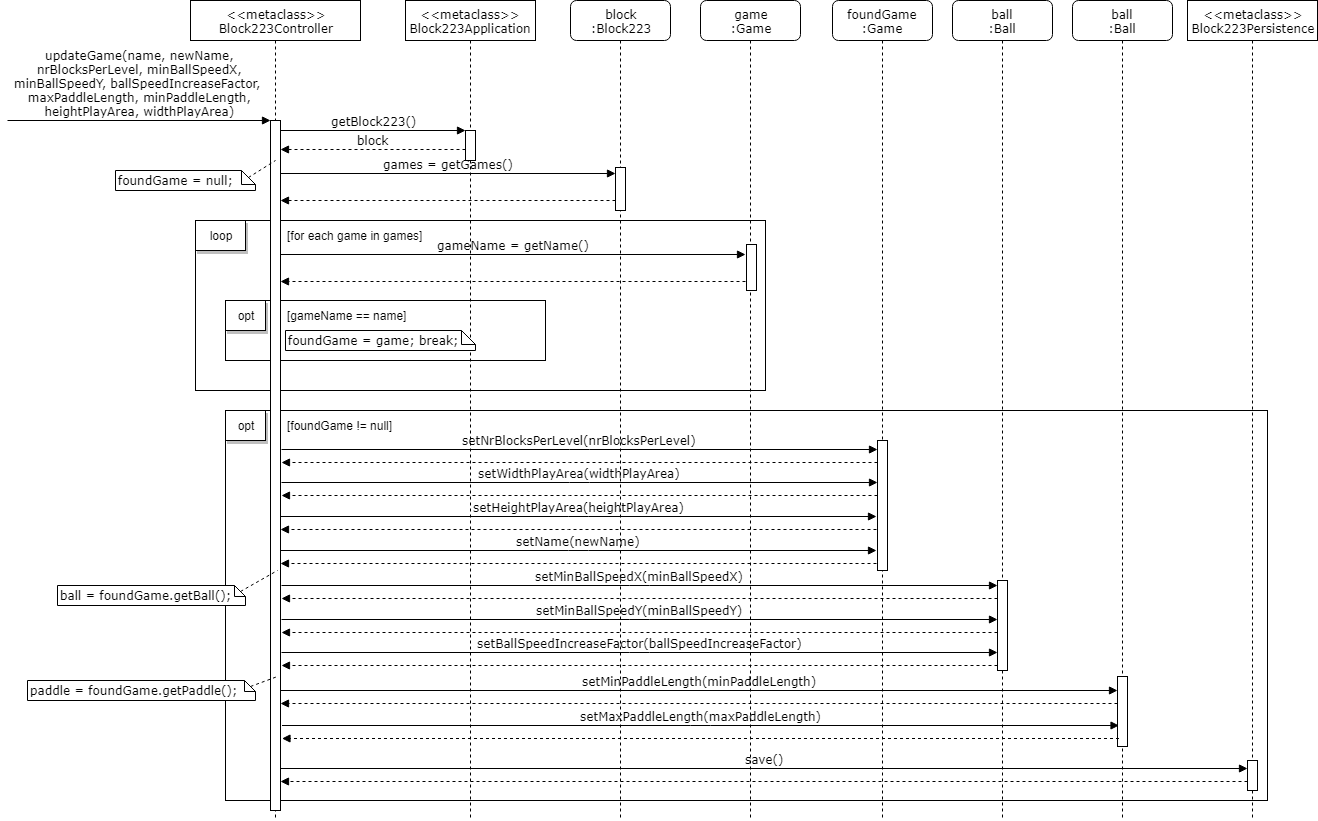 <<metaclass>>
Block223Controller
<<metaclass>>
Block223Application
block
:Block223
game
:Game
foundGame
:Game
ball
:Ball
ball
:Ball
<<metaclass>>
Block223Persistence
updateGame(name, newName,
nrBlocksPerLevel, minBallSpeedX,
minBallSpeedY, ballSpeedIncreaseFactor,
maxPaddleLength, minPaddleLength,
heightPlayArea, widthPlayArea)
getBlock223()
block
games = getGames()
foundGame = null;
loop
[for each game in games]
gameName = getName()
opt
[gameName == name]
foundGame = game; break;
opt
[foundGame != null]
setNrBlocksPerLevel(nrBlocksPerLevel)
setWidthPlayArea(widthPlayArea)
setHeightPlayArea(heightPlayArea)
setName(newName)
setMinBallSpeedX(minBallSpeedX)
ball = foundGame.getBall();
setMinBallSpeedY(minBallSpeedY)
setBallSpeedIncreaseFactor(ballSpeedIncreaseFactor)
setMinPaddleLength(minPaddleLength)
paddle = foundGame.getPaddle();
setMaxPaddleLength(maxPaddleLength)
save()